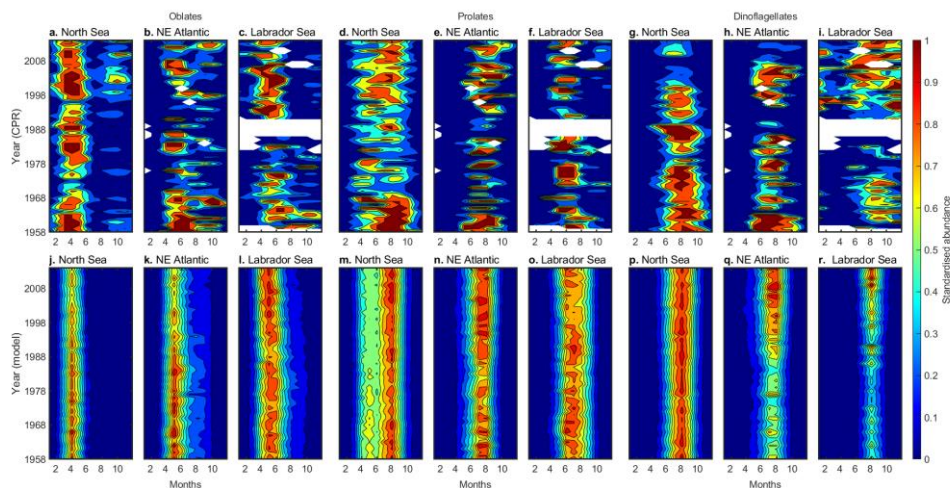 Oblates Prolates Dinoflagellates
a. North Sea b. NE Atlantic c. Labrador Sea d. North Sea e. NE Atlantic f. Labrador Sea g. North Sea h. NE Atlantic i. Labrador Sea
2008
1998
1988
1978
1968
1958
Year (CPR)
2 4 6 8 10 2 4 6 8 10 2 4 6 8 10 2 4 6 8 10 2 4 6 8 10 2 4 6 8 10 2 4 6 8 10 2 4 6 8 10 2 4 6 8 10
j. North Sea k. NE Atlantic l. Labrador Sea m. North Sea n. NE Atlantic o. Labrador Sea p. North Sea q. NE Atlantic r. Labrador Sea
2008
1998
1988
1978
1968
1958
Year (model)
2 4 6 8 10 2 4 6 8 10 2 4 6 8 10 2 4 6 8 10 2 4 6 8 10 2 4 6 8 10 2 4 6 8 10 2 4 6 8 10 2 4 6 8 10
Months Months Months
1
0.9
0.8
0.7
0.6
0.5
0.4
0.3
0.2
0.1
0
Standardised abundance